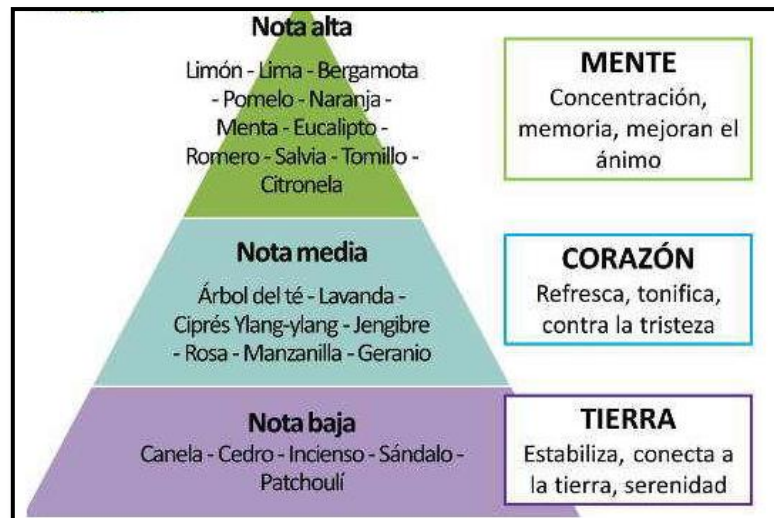 Nota alta
Limón - Lima - Bergamota
- Pomelo - Naranja -
Menta - Eucalipto -
Romero - Salvia - Tomillo -
Citronela
MENTE
Concentración,
memoria, mejoran el
ánimo
Nota media
Árbol del té - Lavanda -
Ciprés Ylang-ylang - Jengibre
- Rosa - Manzanilla - Geranio
CORAZÓN
Refresca, tonifica,
contra la tristeza
Nota baja
Canela - Cedro - Incienso - Sándalo -
Patchoulí
TIERRA
Estabiliza, conecta a
la tierra, serenidad